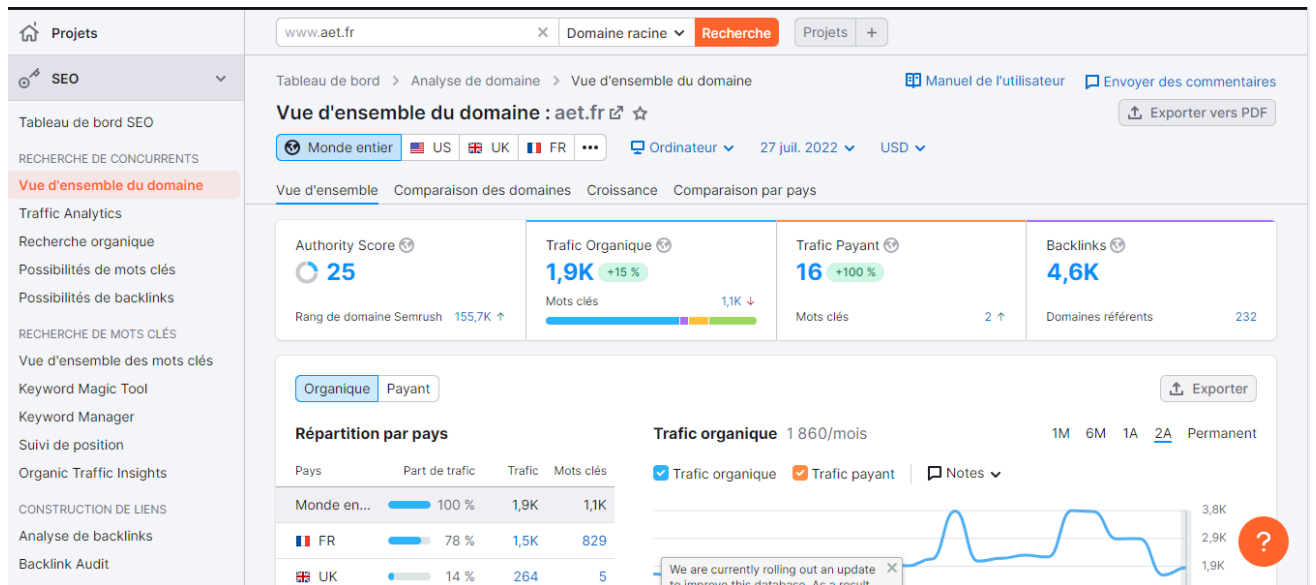 Projets
www.aet.fr × Domaine racine Recherche Projets +
SEO
Tableau de bord > Analyse de domaine > Vue d'ensemble du domaine Manuel de l'utilisateur Envoyer des commentaires
Vue d'ensemble du domaine : aet.fr Exporter vers PDF
Tableau de bord SEO
Monde entier US UK FR ••• Ordinateur 27 juil. 2022 USD
RECHERCHE DE CONCURRENTS
Vue d'ensemble du domaine
Vue d'ensemble Comparaison des domaines Croissance Comparaison par pays
Traffic Analytics
Recherche organique
Possibilités de mots clés
Possibilités de backlinks
RECHERCHE DE MOTS CLÉS
Vue d'ensemble des mots clés
Keyword Magic Tool
Keyword Manager
Suivi de position
Organic Traffic Insights
CONSTRUCTION DE LIENS
Analyse de backlinks
Backlink Audit
Authority Score
25
Rang de domaine Semrush 155,7K ↑
Trafic Organique
1,9K +15 %
Mots clés 1,1K ↓
Trafic Payant
16 +100 %
Mots clés 2 ↑
Backlinks
4,6K
Domaines référents 232
Organique Payant Exporter
Répartition par pays
Pays Part de trafic Trafic Mots clés
Monde en... 100 % 1,9K 1,1K
FR 78 % 1,5K 829
UK 14 % 264 5
Trafic organique 1 860/mois 1M 6M 1A 2A Permanent
Trafic organique Trafic payant Notes
3,8K
2,9K
1,9K
?
We are currently rolling out an update ×
to improve this database. As a result